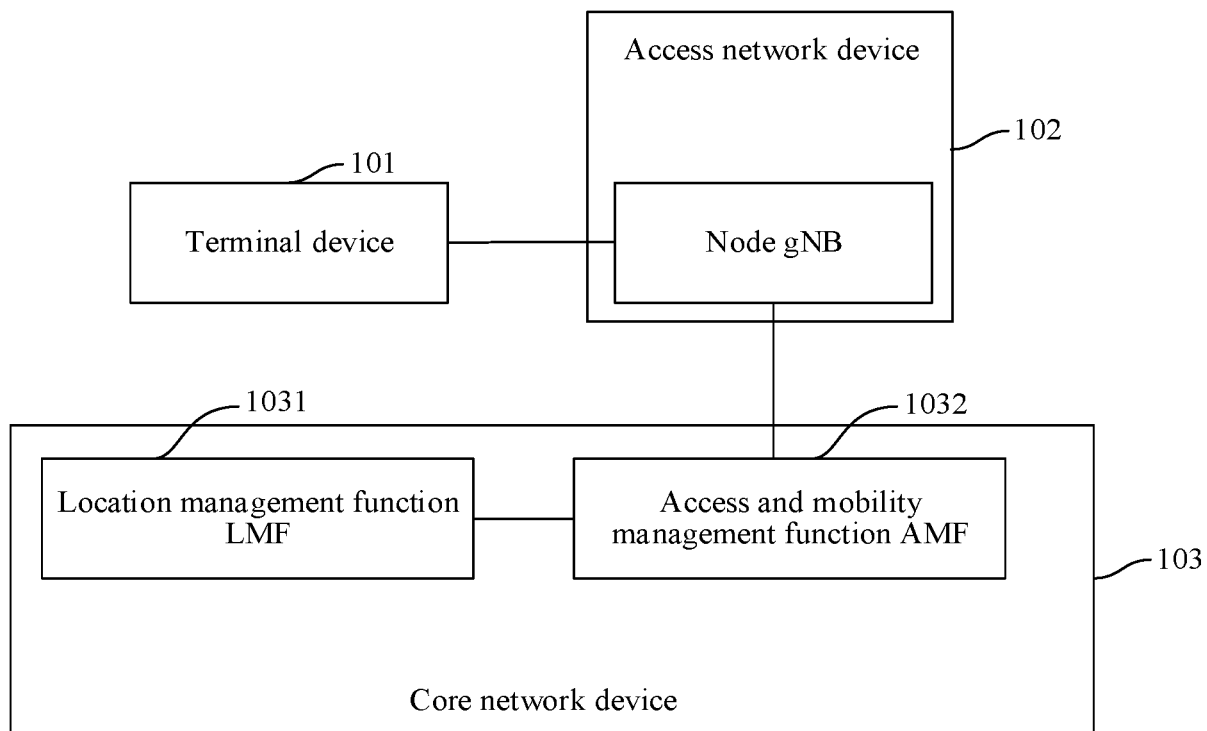 Access network device
102
101
Terminal device
Node gNB
1031
1032
Location management function
LMF
Access and mobility
management function AMF
103
Core network device